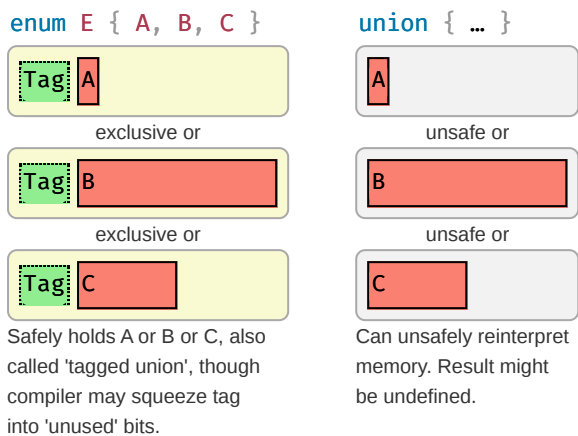 enum E { A, B, C }
Tag A
exclusive or
Tag B
exclusive or
Tag C
Safely holds A or B or C, also
called 'tagged union', though
compiler may squeeze tag
into 'unused' bits.
union { … }
A
unsafe or
B
unsafe or
C
Can unsafely reinterpret
memory. Result might
be undefined.